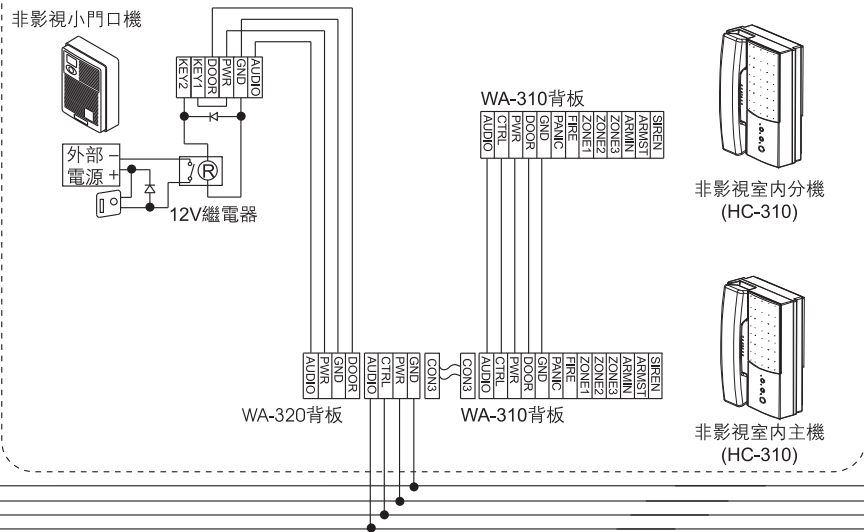 非影視小門口機
KEY2
KEY1
DOOR
PWR
GND
AUDIO
外部 −
電源 +
R
12V繼電器
WA-310背板
AUDIO
CTRL
PWR
DOOR
GND
PANIC
FIRE
ZONE1
ZONE2
ZONE3
ARMIN
ARMST
SIREN
非影視室內分機
(HC-310)
AUDIO
PWR
GND
DOOR
AUDIO
CTRL
PWR
GND
CON3
CON3
AUDIO
CTRL
PWR
DOOR
GND
PANIC
FIRE
ZONE1
ZONE2
ZONE3
ARMIN
ARMST
SIREN
WA-320背板
WA-310背板
非影視室內主機
(HC-310)